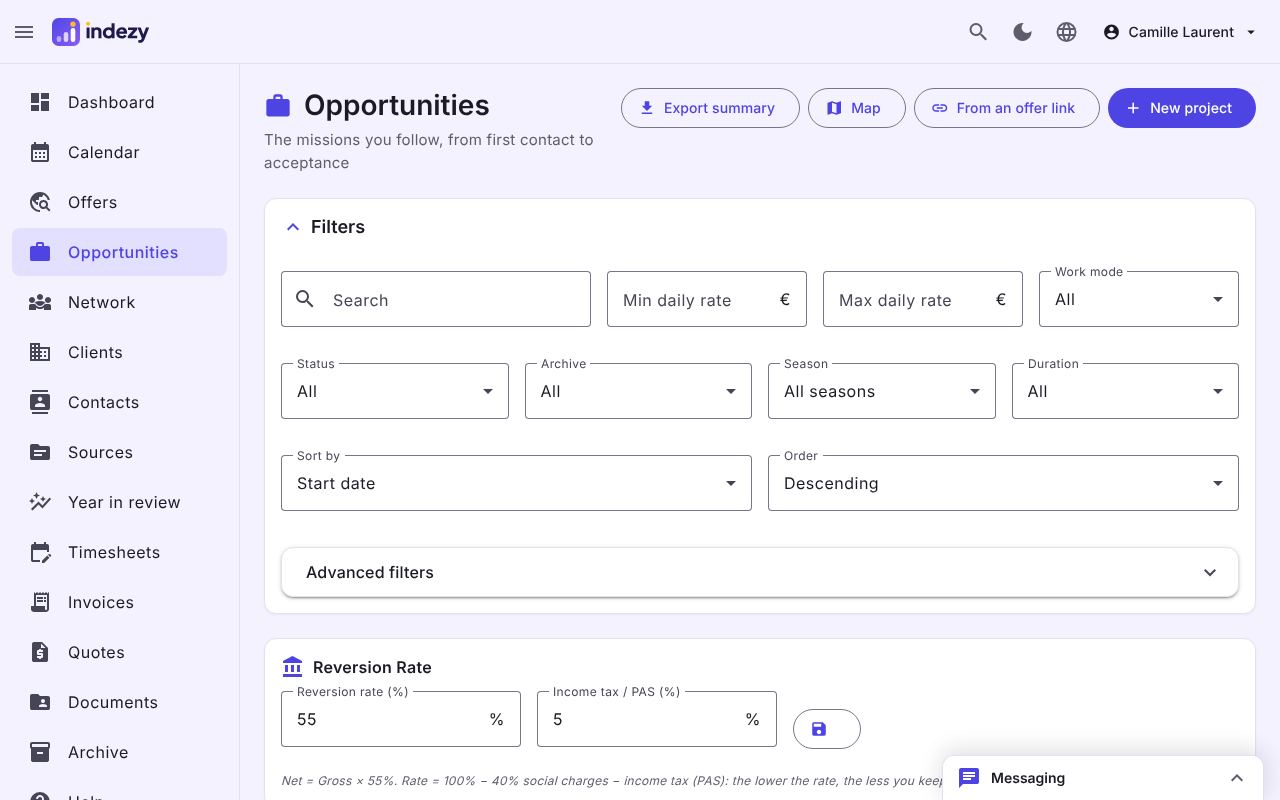 indezy
Camille Laurent
Dashboard
Calendar
Offers
Opportunities
Network
Clients
Contacts
Sources
Year in review
Timesheets
Invoices
Quotes
Documents
Archive
Opportunities
The missions you follow, from first contact to
acceptance
Export summary
Map
From an offer link
New project
Filters
Search
Min daily rate €
Max daily rate €
Work mode
All
Status
All
Archive
All
Season
All seasons
Duration
All
Sort by
Start date
Order
Descending
Advanced filters
Reversion Rate
Reversion rate (%)
55 %
Income tax / PAS (%)
5 %
Net = Gross × 55%. Rate = 100% − 40% social charges − income tax (PAS): the lower the rate, the less you keep
Messaging